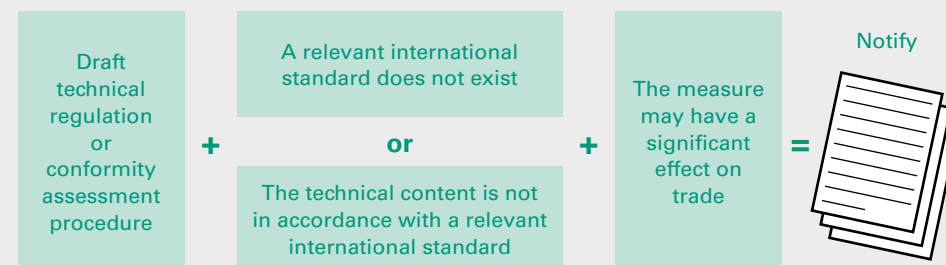 Draft
technical
regulation
or
conformity
assessment
procedure
+
A relevant international
standard does not exist
or
The technical content is not
in accordance with a relevant
international standard
+
The measure
may have a
significant
effect on
trade
=
Notify